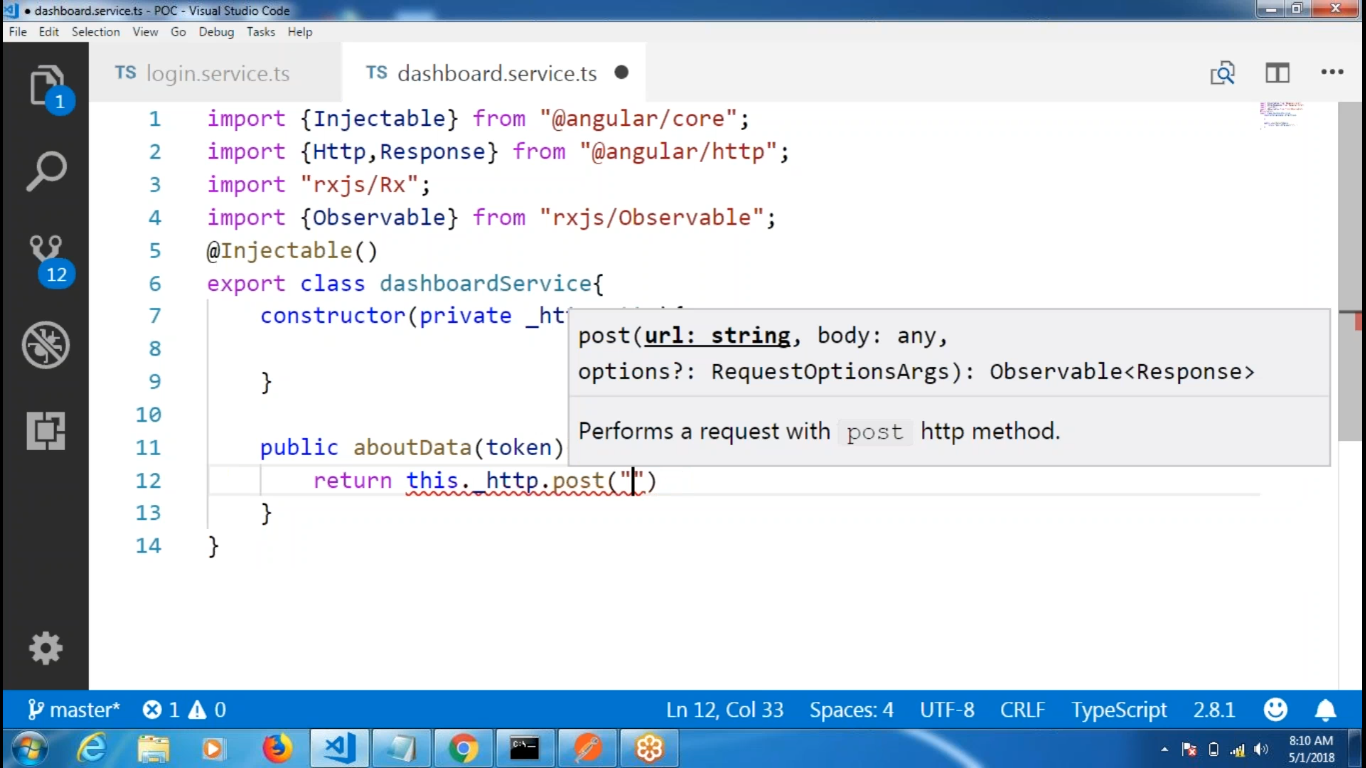 ● dashboard.service.ts - POC - Visual Studio Code
File Edit Selection View Go Debug Tasks Help
TS login.service.ts TS dashboard.service.ts ●
1
1 import {Injectable} from "@angular/core";
2 import {Http,Response} from "@angular/http";
3 import "rxjs/Rx";
4 import {Observable} from "rxjs/Observable";
5 @Injectable()
6 export class dashboardService{
12
7 constructor(private
8
9 }
10
11 public aboutData(token)
12 return this._http.post("")
13 }
14 }
post(url: string, body: any,
options?: RequestOptionsArgs): Observable<Response>
Performs a request with post http method.
master* 1 0 Ln 12, Col 33 Spaces: 4 UTF-8 CRLF TypeScript 2.8.1
8:10 AM
5/1/2018